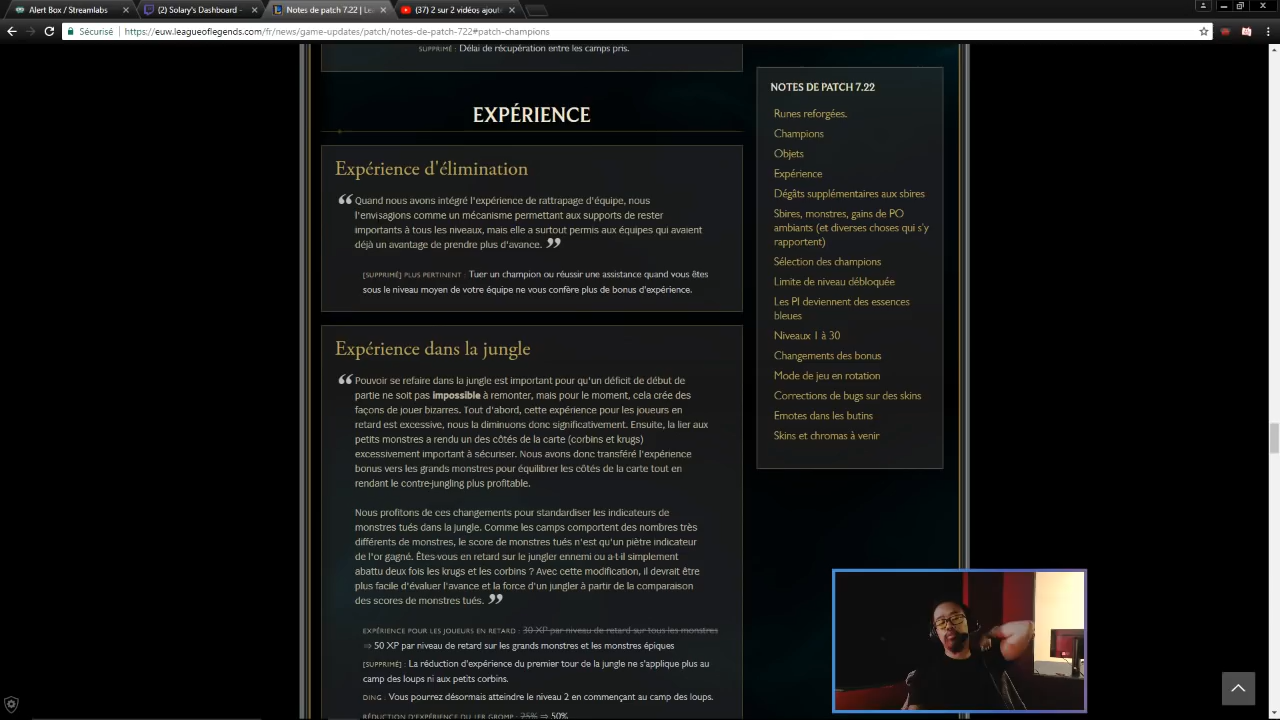 Alert Box / Streamlabs
(2) Solary's Dashboard -
Notes de patch 7.22 | Le
(37) 2 sur 2 vidéos ajout
Sécurisé
https://euw.leagueoflegends.com/fr/news/game-updates/patch/notes-de-patch-722#patch-champions
SUPPRIMÉ : Délai de récupération entre les camps pris.
EXPÉRIENCE
Expérience d'élimination
“ Quand nous avons intégré l'expérience de rattrapage d'équipe, nous
l'envisagions comme un mécanisme permettant aux supports de rester
importants à tous les niveaux, mais elle a surtout permis aux équipes qui avaient
déjà un avantage de prendre plus d'avance. ”
[SUPPRIMÉ] PLUS PERTINENT : Tuer un champion ou réussir une assistance quand vous êtes
sous le niveau moyen de votre équipe ne vous confère plus de bonus d'expérience.
Expérience dans la jungle
“ Pouvoir se refaire dans la jungle est important pour qu'un déficit de début de
partie ne soit pas impossible à remonter, mais pour le moment, cela crée des
façons de jouer bizarres. Tout d'abord, cette expérience pour les joueurs en
retard est excessive, nous la diminuons donc significativement. Ensuite, la lier aux
petits monstres a rendu un des côtés de la carte (corbins et krugs)
excessivement important à sécuriser. Nous avons donc transféré l'expérience
bonus vers les grands monstres pour équilibrer les côtés de la carte tout en
rendant le contre-jungling plus profitable.
Nous profitons de ces changements pour standardiser les indicateurs de
monstres tués dans la jungle. Comme les camps comportent des nombres très
différents de monstres, le score de monstres tués n'est qu'un piètre indicateur
de l'or gagné. Êtes-vous en retard sur le jungler ennemi ou a-t-il simplement
abattu deux fois les krugs et les corbins ? Avec cette modification, il devrait être
plus facile d'évaluer l'avance et la force d'un jungler à partir de la comparaison
des scores de monstres tués. ”
EXPÉRIENCE POUR LES JOUEURS EN RETARD : 30 XP par niveau de retard sur tous les monstres
⇒ 50 XP par niveau de retard sur les grands monstres et les monstres épiques
[SUPPRIMÉ] : La réduction d'expérience du premier tour de la jungle ne s'applique plus au
camp des loups ni aux petits corbins.
DING : Vous pourrez désormais atteindre le niveau 2 en commençant au camp des loups.
RÉDUCTION D'EXPÉRIENCE DU 1ER GROMP : 25% ⇒ 50%
NOTES DE PATCH 7.22
Runes reforgées.
Champions
Objets
Expérience
Dégâts supplémentaires aux sbires
Sbires, monstres, gains de PO
ambiants (et diverses choses qui s'y
rapportent)
Sélection des champions
Limite de niveau débloquée
Les PI deviennent des essences
bleues
Niveaux 1 à 30
Changements des bonus
Mode de jeu en rotation
Corrections de bugs sur des skins
Emotes dans les butins
Skins et chromas à venir